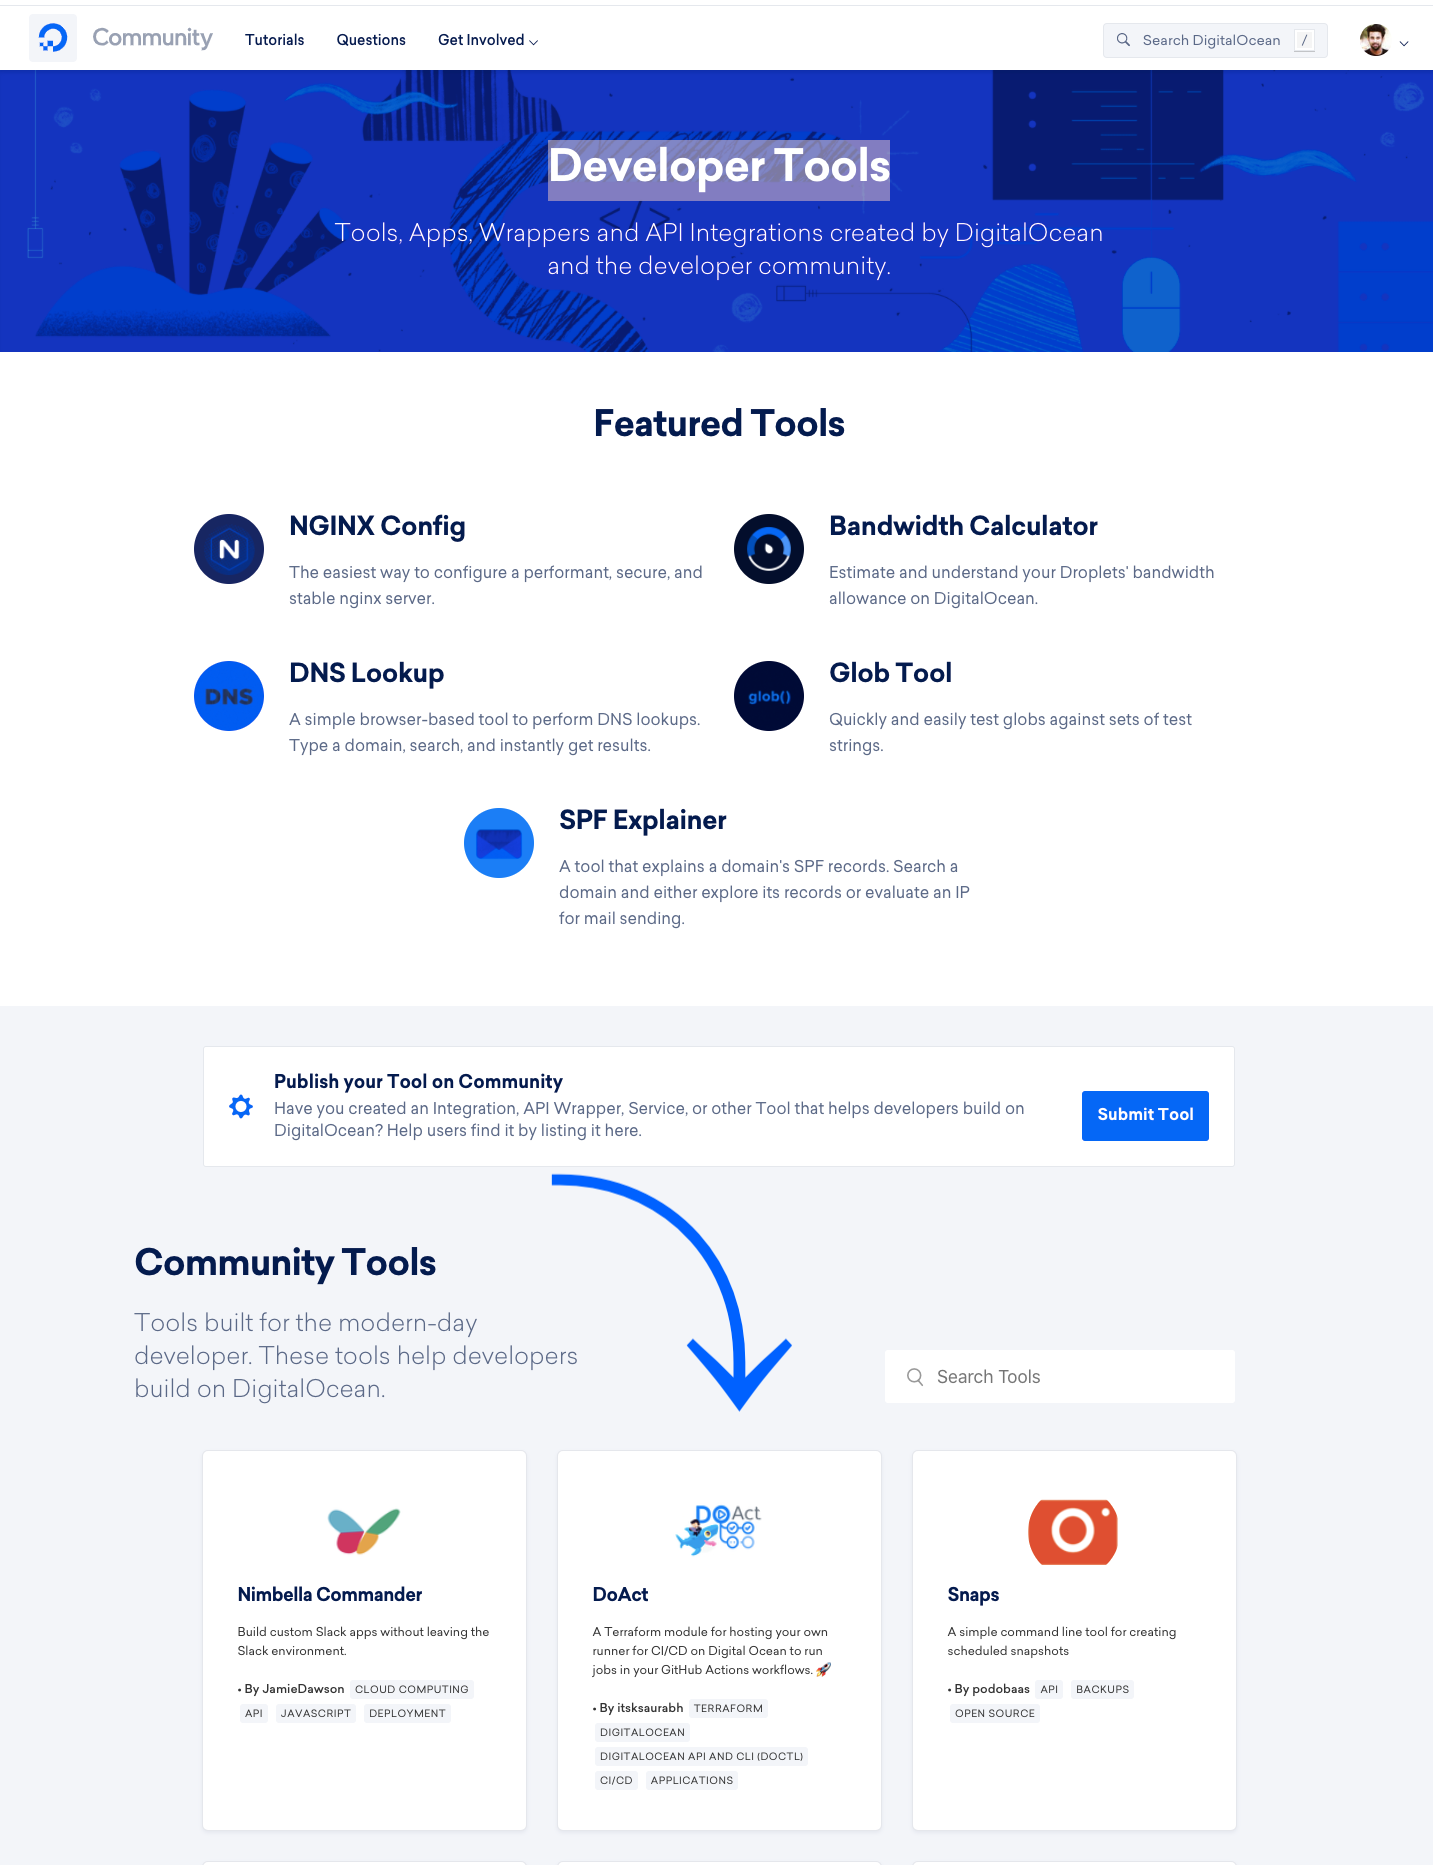 Community
Tutorials
Questions
Get Involved
Search DigitalOcean
/
Developer Tools
</>
Tools, Apps, Wrappers and API Integrations created by DigitalOcean
and the developer community.
Featured Tools
N
NGINX Config
The easiest way to configure a performant, secure, and
stable nginx server.
Bandwidth Calculator
Estimate and understand your Droplets' bandwidth
allowance on DigitalOcean.
DNS
DNS Lookup
A simple browser-based tool to perform DNS lookups.
Type a domain, search, and instantly get results.
glob()
Glob Tool
Quickly and easily test globs against sets of test
strings.
SPF Explainer
A tool that explains a domain's SPF records. Search a
domain and either explore its records or evaluate an IP
for mail sending.
Publish your Tool on Community
Have you created an Integration, API Wrapper, Service, or other Tool that helps developers build on
DigitalOcean? Help users find it by listing it here.
Submit Tool
Community Tools
Tools built for the modern-day
developer. These tools help developers
build on DigitalOcean.
Search Tools
Nimbella Commander
Build custom Slack apps without leaving the
Slack environment.
• By JamieDawson CLOUD COMPUTING
API JAVASCRIPT DEPLOYMENT
DOAct
DoAct
A Terraform module for hosting your own
runner for CI/CD on Digital Ocean to run
jobs in your GitHub Actions workflows. 🚀
• By itsksaurabh TERRAFORM
DIGITALOCEAN
DIGITALOCEAN API AND CLI (DOCTL)
CI/CD APPLICATIONS
Snaps
A simple command line tool for creating
scheduled snapshots
• By podobaas API BACKUPS
OPEN SOURCE